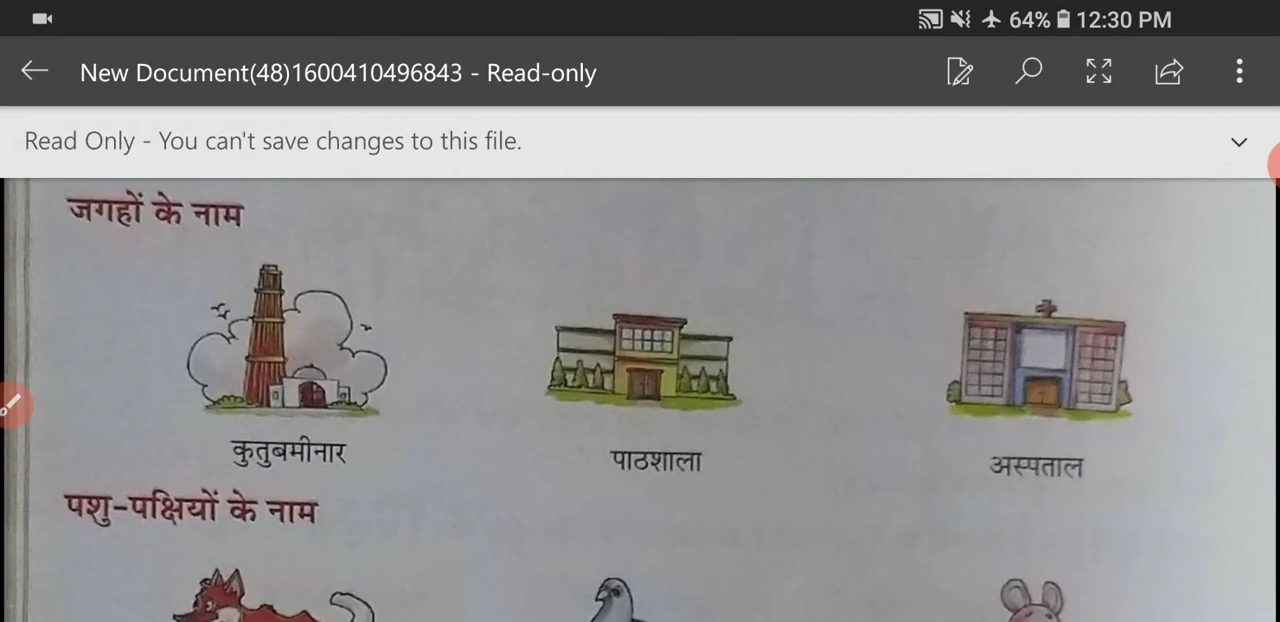 64% 12:30 PM
New Document(48)1600410496843 - Read-only
Read Only - You can't save changes to this file.
जगहों के नाम
कुतुबमीनार पाठशाला अस्पताल
पशु-पक्षियों के नाम